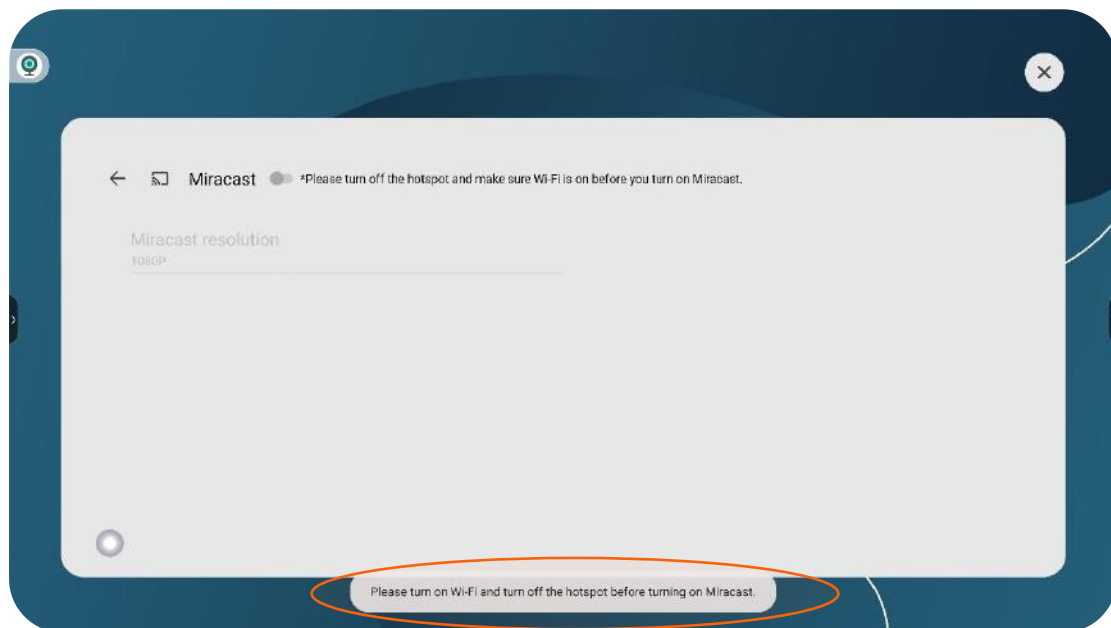 Miracast *Please turn off the hotspot and make sure Wi-Fi is on before you turn on Miracast.
Miracast resolution
1080P
Please turn on Wi-Fi and turn off the hotspot before turning on Miracast.